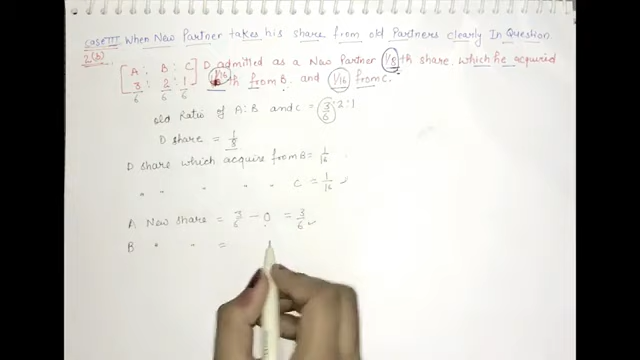 Case III When New Partner takes his share from old Partners clearly In Question
2(b) [A : B : C] D admitted as a New Partner 1/8th share. Which he acquired
3/6 : 2/6 : 1/6 1/16th from B. and 1/16 from C.
old Ratio of A:B and C = 3/6:2:1
D share = 1/8
D share which acquire from B = 1/16
" " " " " C = 1/16 ✓
A New share = 3/6 - 0 = 3/6 ✓
B " " =